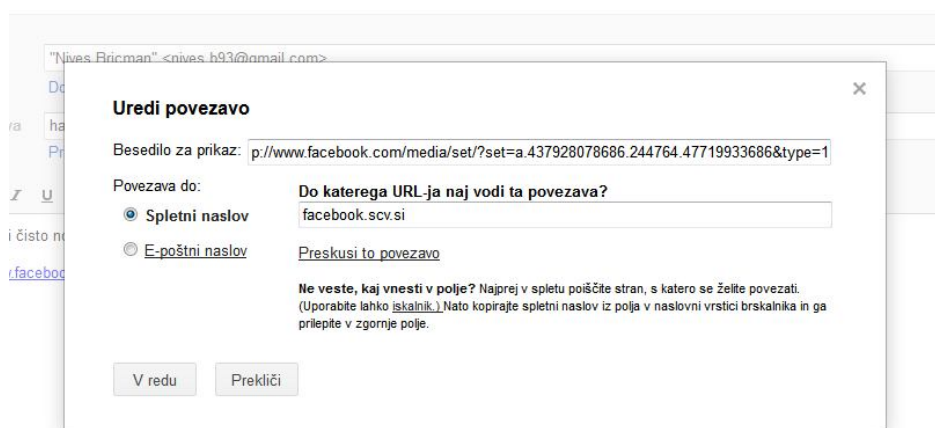 "Nives Bricman" <nives.b93@gmail.com>
Uredi povezavo
Besedilo za prikaz: p://www.facebook.com/media/set/?set=a.437928078686.244764.47719933686&type=1
Povezava do:
Spletni naslov
E-poštni naslov
Do katerega URL-ja naj vodi ta povezava?
facebook.scv.si
Preskusi to povezavo
Ne veste, kaj vnesti v polje? Najprej v spletu poiščite stran, s katero se želite povezati.
(Uporabite lahko iskalnik.) Nato kopirajte spletni naslov iz polja v naslovni vrstici brskalnika in ga
prilepite v zgornje polje.
V redu Prekliči